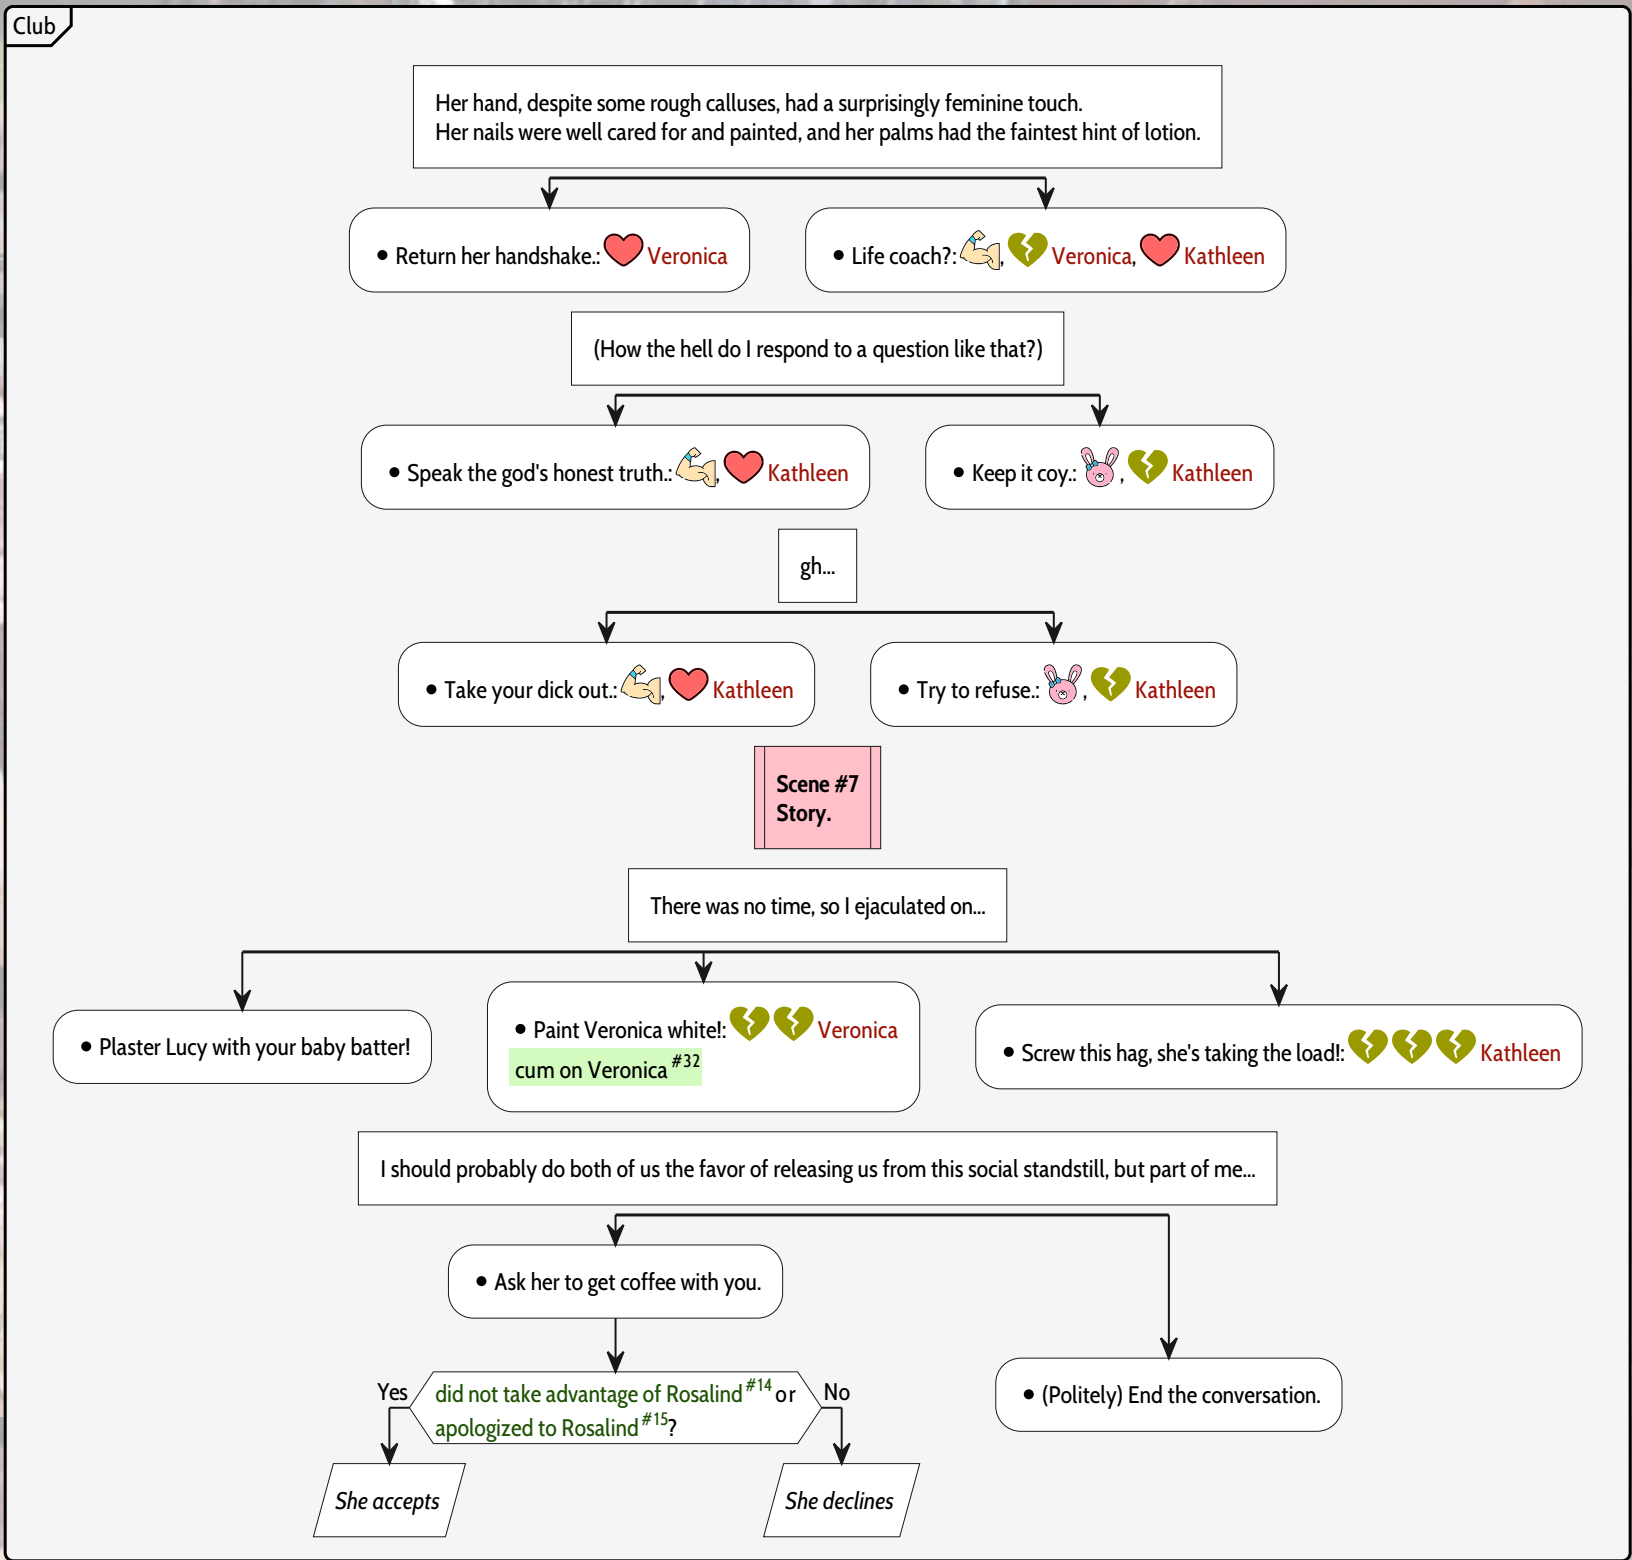 Club
Her hand, despite some rough calluses, had a surprisingly feminine touch.
Her nails were well cared for and painted, and her palms had the faintest hint of lotion.
• Return her handshake.: Veronica
• Life coach?: , Veronica, Kathleen
(How the hell do I respond to a question like that?)
• Speak the god's honest truth.: , Kathleen
• Keep it coy.: , Kathleen
gh...
• Take your dick out.: , Kathleen
• Try to refuse.: , Kathleen
Scene #7
Story.
There was no time, so I ejaculated on...
• Plaster Lucy with your baby batter!
• Paint Veronica white!: Veronica
cum on Veronica #32
• Screw this hag, she's taking the load!: Kathleen
I should probably do both of us the favor of releasing us from this social standstill, but part of me...
• Ask her to get coffee with you.
• (Politely) End the conversation.
Yes
did not take advantage of Rosalind #14 or
apologized to Rosalind #15?
No
She accepts
She declines